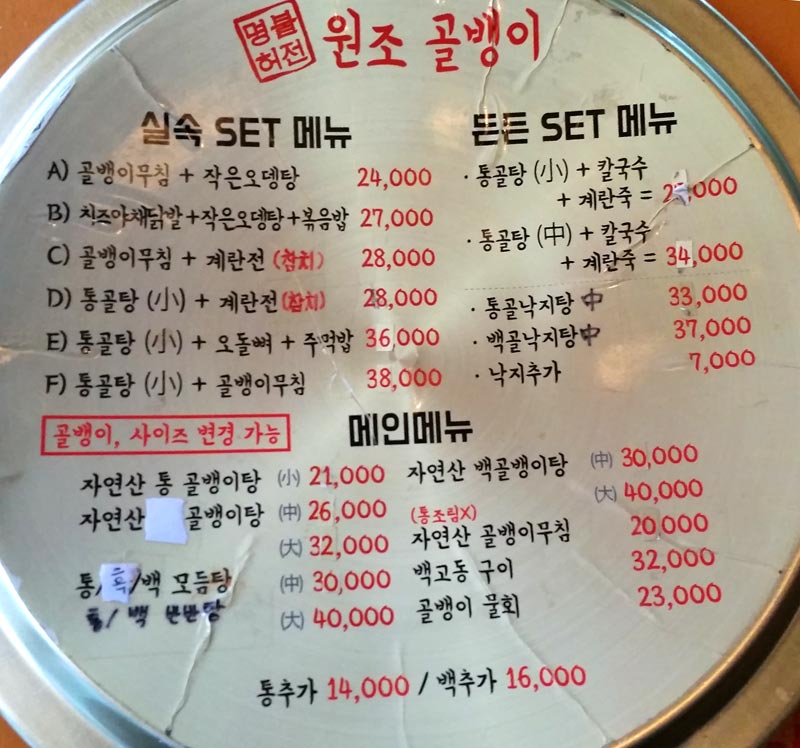 명불허전 원조 골뱅이
실속 SET 메뉴
A) 골뱅이무침 + 작은오뎅탕 24,000
B) 치즈야채닭발+작은오뎅탕+볶음밥 27,000
C) 골뱅이무침 + 계란전 (참치) 28,000
D) 통골탕 (小) + 계란전 (참치) 28,000
E) 통골탕 (小) + 오돌뼈 + 주먹밥 36,000
F) 통골탕 (小) + 골뱅이무침 38,000
골뱅이, 사이즈 변경 가능
든든 SET 메뉴
· 통골탕 (小) + 칼국수
+ 계란죽 =
· 통골탕 (中) + 칼국수
+ 계란죽 = 34,000
· 통골낙지탕 中 33,000
· 백골낙지탕 中 37,000
· 낙지추가 7,000
메인메뉴
자연산 통 골뱅이탕 (小) 21,000
자연산 골뱅이탕 (中) 26,000
(大) 32,000
통/흑/백 모듬탕 (中) 30,000
통/ 백 반반탕 (大) 40,000
자연산 백골뱅이탕 (中) 30,000
(大) 40,000
(통조림X)
자연산 골뱅이무침 20,000
백고동 구이 32,000
골뱅이 물회 23,000
통추가 14,000 / 백추가 16,000